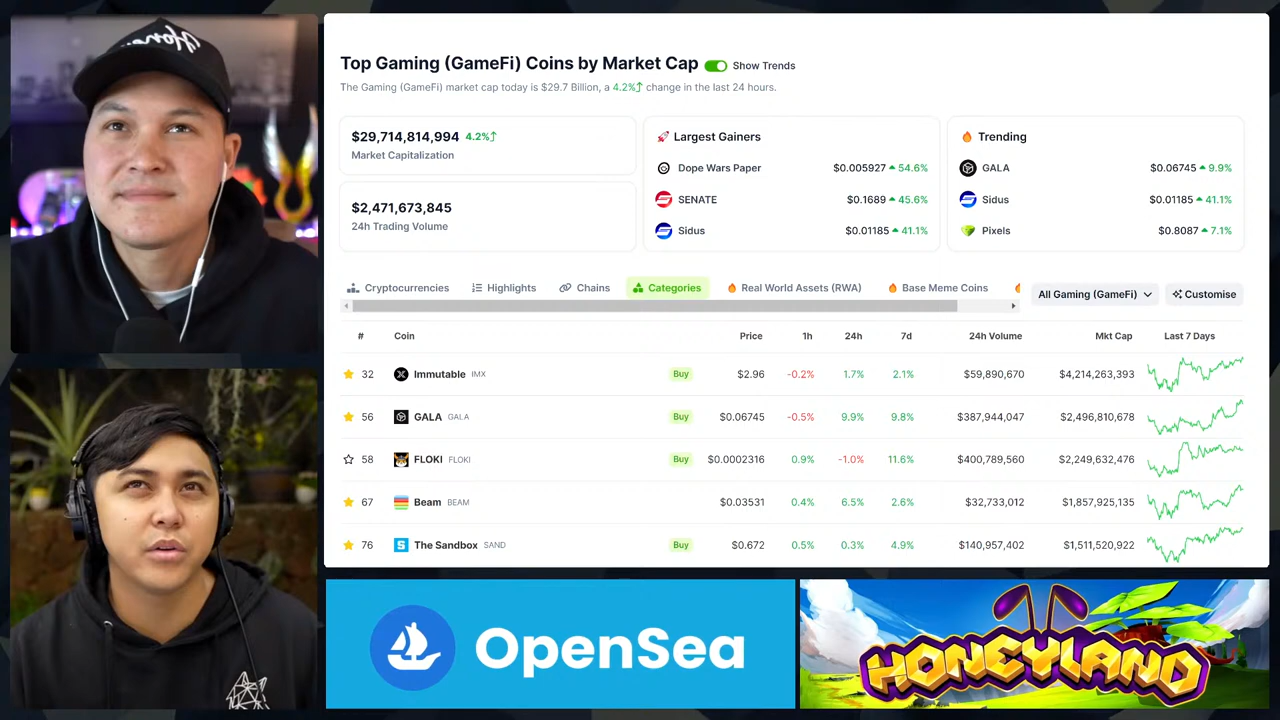 Top Gaming (GameFi) Coins by Market Cap Show Trends
The Gaming (GameFi) market cap today is $29.7 Billion, a 4.2% change in the last 24 hours.
$29,714,814,994 4.2%
Market Capitalization
$2,471,673,845
24h Trading Volume
Largest Gainers
Dope Wars Paper $0.005927 54.6%
SENATE $0.1689 45.6%
Sidus $0.01185 41.1%
Trending
GALA $0.06745 9.9%
Sidus $0.01185 41.1%
Pixels $0.8087 7.1%
Cryptocurrencies Highlights Chains Categories Real World Assets (RWA) Base Meme Coins All Gaming (GameFi) Customise
# Coin Price 1h 24h 7d 24h Volume Mkt Cap Last 7 Days
32 Immutable IMX Buy $2.96 -0.2% 1.7% 2.1% $59,890,670 $4,214,263,393
56 GALA GALA Buy $0.06745 -0.5% 9.9% 9.8% $387,944,047 $2,496,810,678
58 FLOKI FLOKI Buy $0.0002316 0.9% -1.0% 11.6% $400,789,560 $2,249,632,476
67 Beam BEAM $0.03531 0.4% 6.5% 2.6% $32,733,012 $1,857,925,135
76 The Sandbox SAND Buy $0.672 0.5% 0.3% 4.9% $140,957,402 $1,511,520,922
OpenSea
HONEYLAND